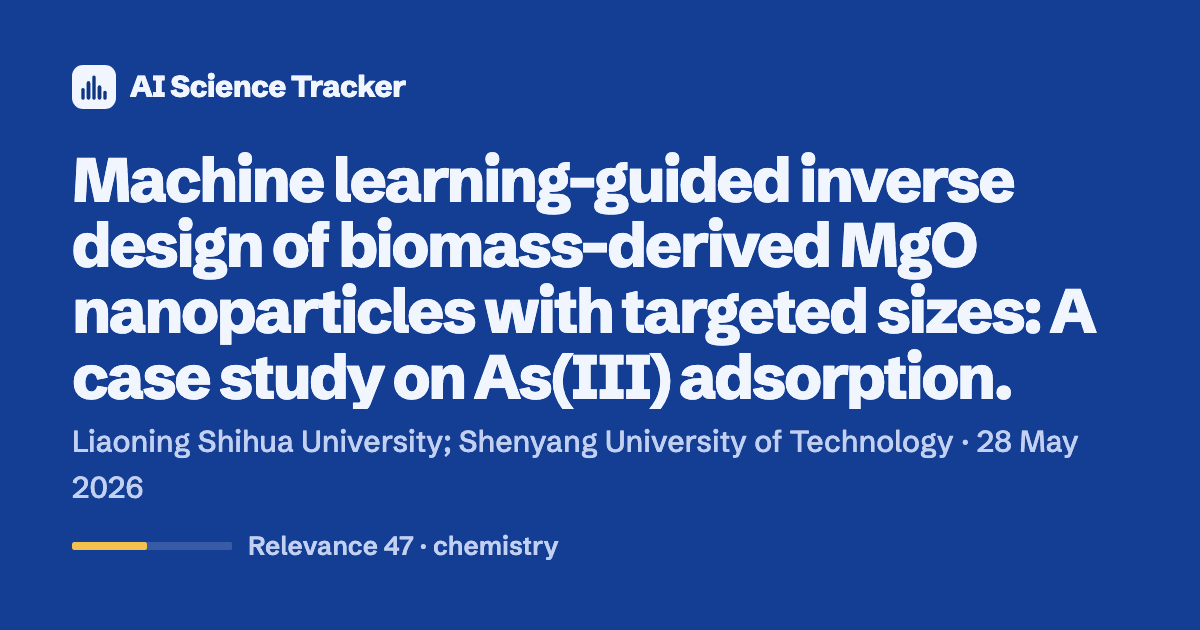 AI Science Tracker
Machine learning-guided inverse
design of biomass-derived MgO
nanoparticles with targeted sizes: A
case study on As(III) adsorption.
Liaoning Shihua University; Shenyang University of Technology · 28 May
2026
Relevance 47 · chemistry